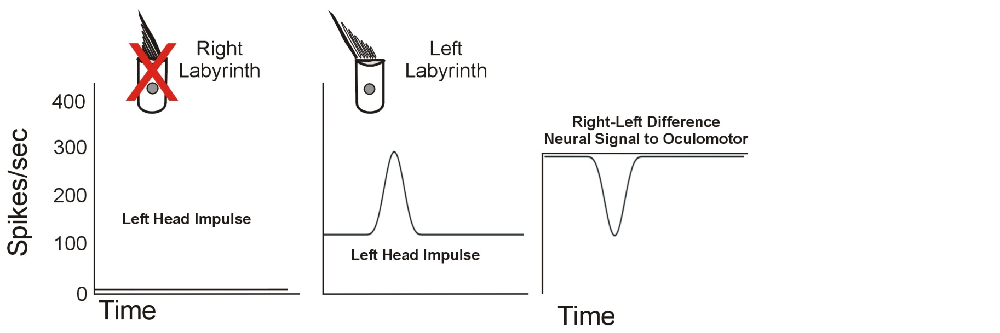 Right
Labyrinth
Left
Labyrinth
Spikes/sec
400
300
200
100
0
Left Head Impulse
Left Head Impulse
Right-Left Difference
Neural Signal to Oculomotor
Time
Time